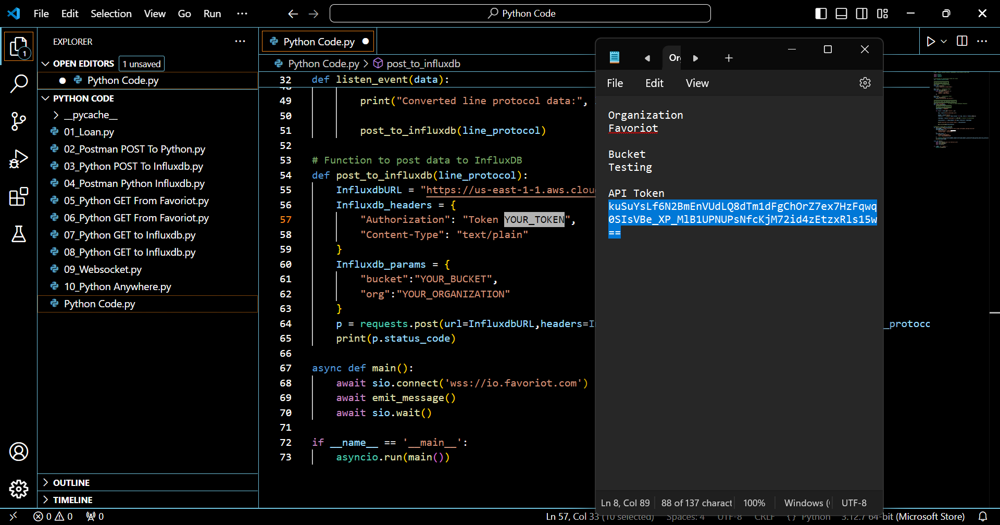 File Edit Selection View Go Run ···
Python Code
EXPLORER ···
OPEN EDITORS 1 unsaved
Python Code.py
PYTHON CODE
__pycache__
01_Loan.py
02_Postman POST To Python.py
03_Python POST To Influxdb.py
04_Postman Python Influxdb.py
05_Python GET From Favoriot.py
06_Python GET From Favoriot.py
07_Python GET to Influxdb.py
08_Python GET to Influxdb.py
09_Websocket.py
10_Python Anywhere.py
Python Code.py
OUTLINE
TIMELINE
1
Python Code.py
Python Code.py > post_to_influxdb
32 def listen_event(data):
49 print("Converted line protocol data:",
50
51 post_to_influxdb(line_protocol)
52
53 # Function to post data to InfluxDB
54 def post_to_influxdb(line_protocol):
55 InfluxdbURL = "https://us-east-1-1.aws.clou
56 Influxdb_headers = {
57 "Authorization": "Token YOUR_TOKEN",
58 "Content-Type": "text/plain"
59 }
60 Influxdb_params = {
61 "bucket":"YOUR_BUCKET",
62 "org":"YOUR_ORGANIZATION"
63 }
64 p = requests.post(url=InfluxdbURL,headers=I _protoc
65 print(p.status_code)
66
67 async def main():
68 await sio.connect('wss://io.favoriot.com')
69 await emit_message()
70 await sio.wait()
71
72 if __name__ == '__main__':
73 asyncio.run(main())
Or
File Edit View
Organization
Favoriot
Bucket
Testing
API Token
kuSuYsLf6N2BmEnVUdLQ8dTm1dFgChOrZ7ex7HzFqwq
0SIsVBe_XP_MlB1UPNUPsNfcKjM72id4zEtzxRls15w
==
Ln 8, Col 89 88 of 137 charact 100% Windows ( UTF-8
0 0 0
Ln 57, Col 33 (10 selected) Spaces: 4 UTF-8 CRLF {} Python 3.12.7 64-bit (Microsoft Store)